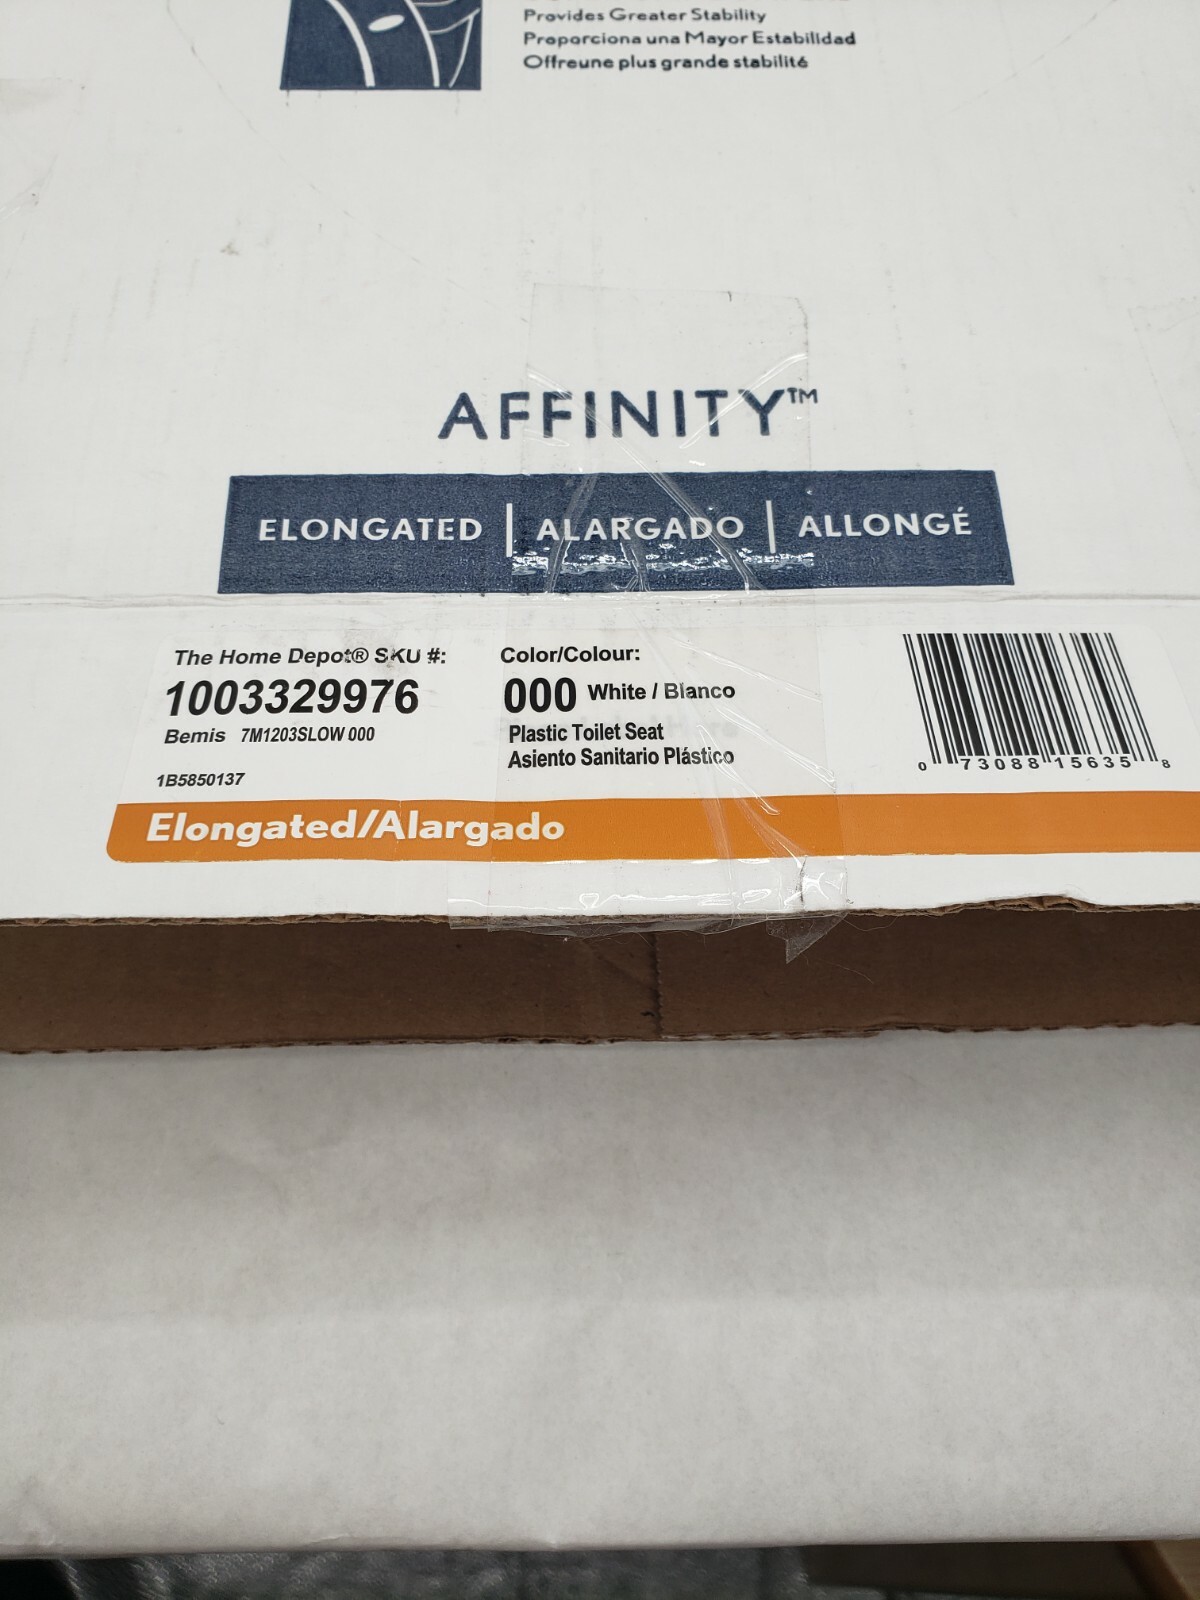 Provides Greater Stability
Proporciona una Mayor Estabilidad
Offreune plus grande stabilité
AFFINITY™
ELONGATED | ALARGADO | ALLONGÉ
The Home Depot® SKU #:
1003329976
Bemis 7M1203SLOW 000
1B5850137
Color/Colour:
000 White / Blanco
Plastic Toilet Seat
Asiento Sanitario Plástico
0 73088 15635 8
Elongated/Alargado